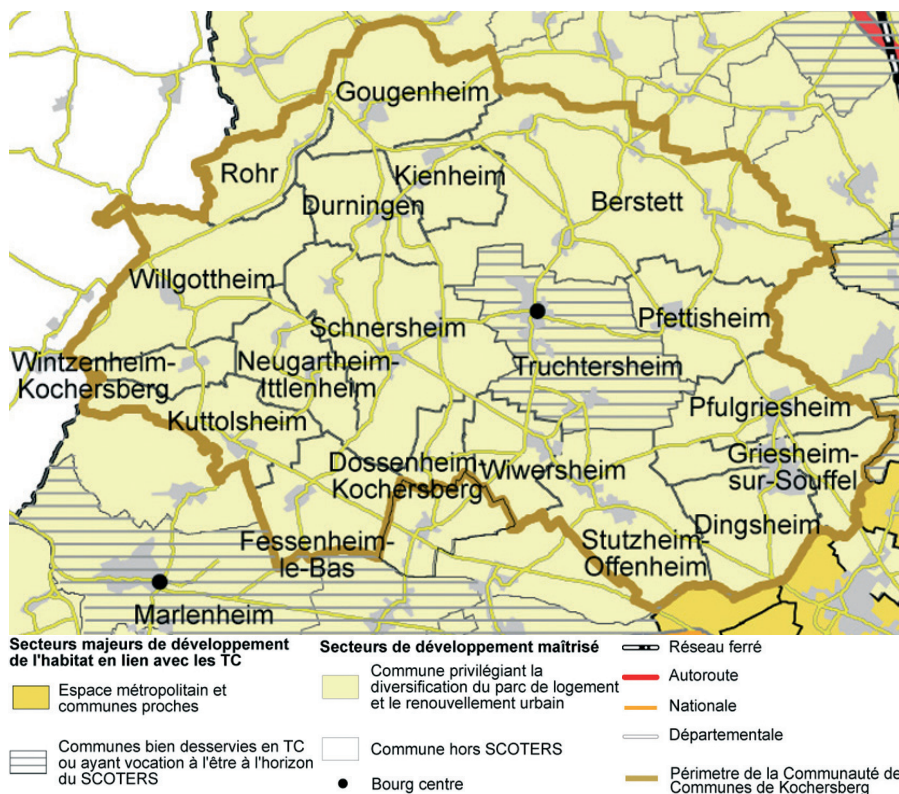 Gougenheim
Rohr
Kienheim
Durningen
Berstett
Willgottheim
Schnersheim
Pfettisheim
Wintzenheim-
Kochersberg
Neugartheim-
Ittlenheim
Truchtersheim
Kuttolsheim
Pfulgriesheim
Dossenheim-
Kochersberg
Wiwersheim
Griesheim-
sur-Souffel
Fessenheim-
le-Bas
Stutzheim-
Offenheim
Dingsheim
Marlenheim
Secteurs majeurs de développement
de l'habitat en lien avec les TC
Espace métropolitain et
communes proches
Communes bien desservies en TC
ou ayant vocation à l'être à l'horizon
du SCOTERS
Secteurs de développement maîtrisé
Commune privilégiant la
diversification du parc de logement
et le renouvellement urbain
Commune hors SCOTERS
Bourg centre
Réseau ferré
Autoroute
Nationale
Départementale
Périmetre de la Communauté de
Communes de Kochersberg